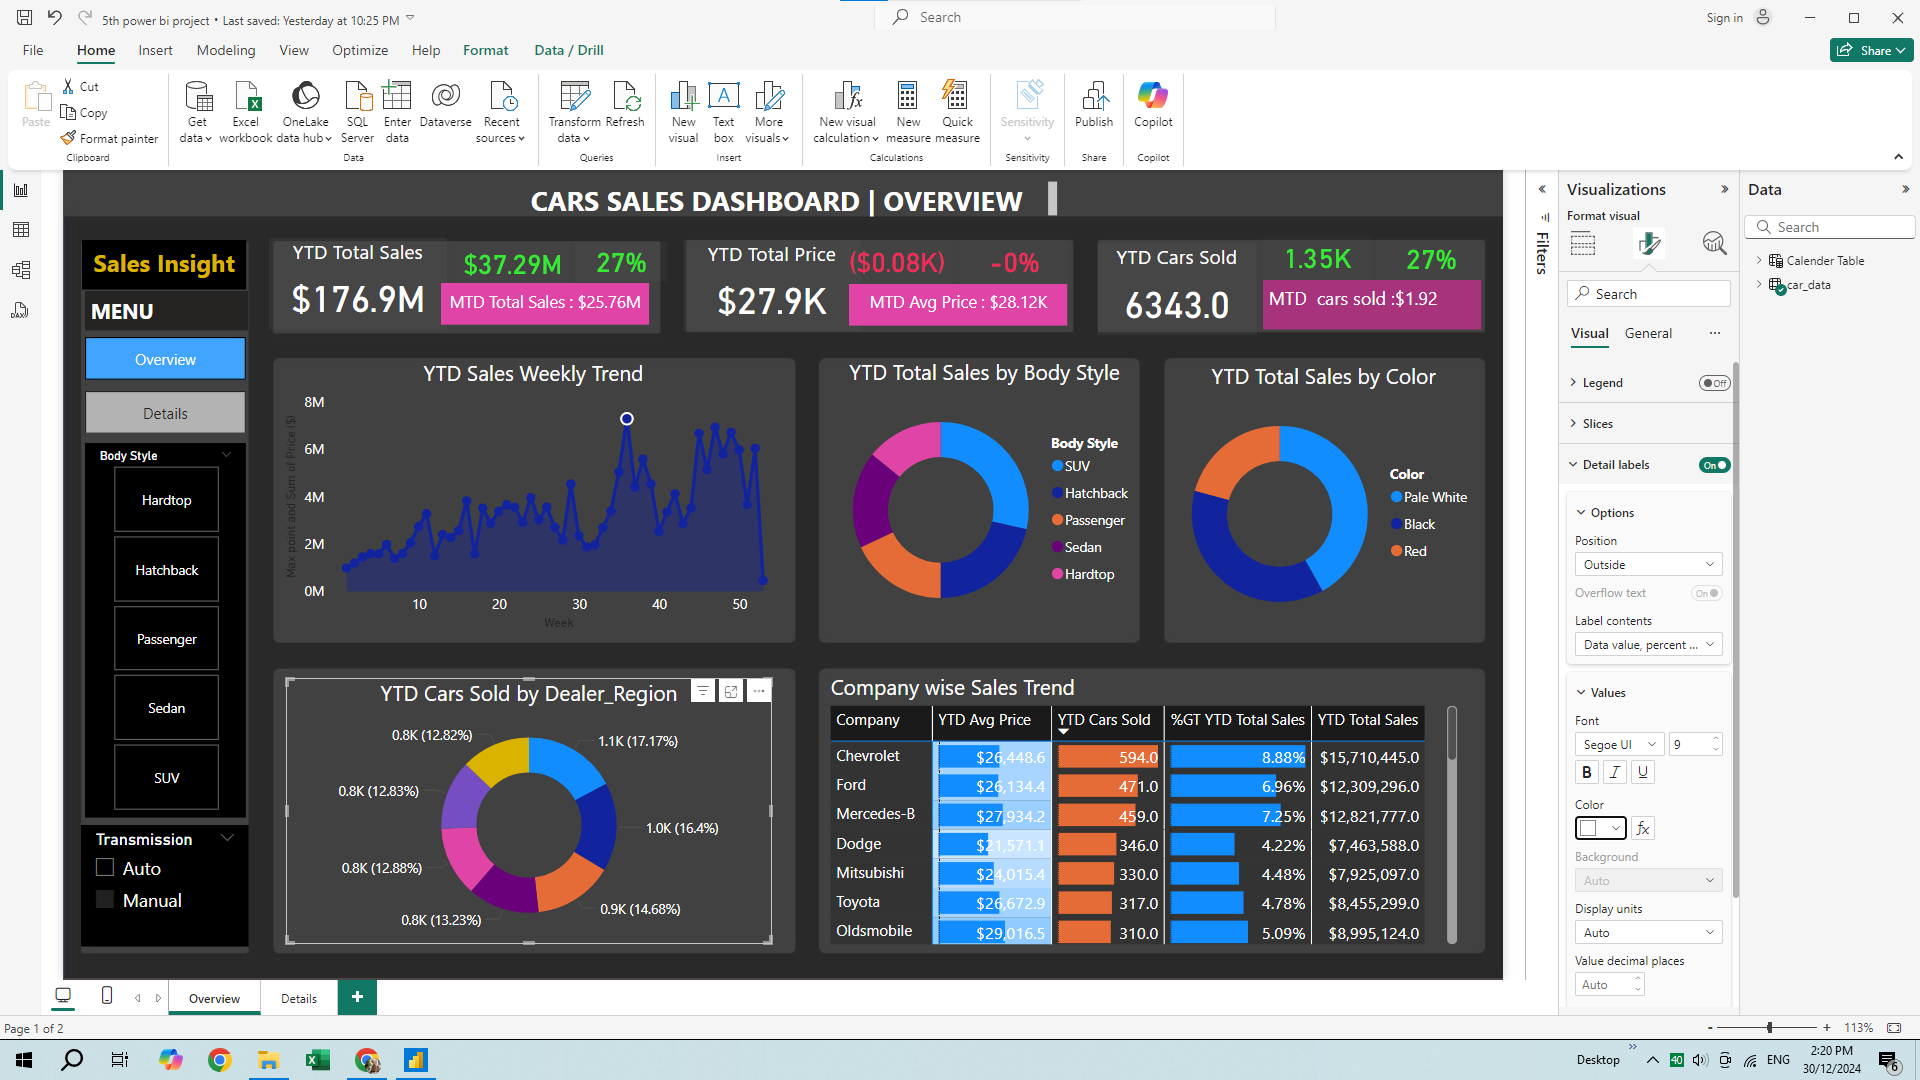 5th power bi project • Last saved: Yesterday at 10:25 PM
Search
Sign in
File Home Insert Modeling View Optimize Help Format Data / Drill
Share
Paste
Cut
Copy
Format painter
Clipboard
Get data
Excel workbook
OneLake data hub
SQL Server
Enter data
Dataverse
Recent sources
Data
Transform data
Refresh
Queries
New visual
Text box
More visuals
Insert
New visual calculation
New measure
Quick measure
Calculations
Sensitivity
Sensitivity
Publish
Share
Copilot
Copilot
CARS SALES DASHBOARD | OVERVIEW
Sales Insight
MENU
Overview
Details
Body Style
Hardtop
Hatchback
Passenger
Sedan
SUV
Transmission
Auto
Manual
YTD Total Sales
$176.9M
$37.29M 27%
MTD Total Sales : $25.76M
YTD Total Price
$27.9K
($0.08K) -0%
MTD Avg Price : $28.12K
YTD Cars Sold
6343.0
1.35K 27%
MTD cars sold :$1.92
YTD Sales Weekly Trend
Max point and Sum of Price ($)
8M
6M
4M
2M
0M
10 20 30 40 50
Week
YTD Total Sales by Body Style
Body Style
SUV
Hatchback
Passenger
Sedan
Hardtop
YTD Total Sales by Color
Color
Pale White
Black
Red
YTD Cars Sold by Dealer_Region
0.8K (12.82%)
1.1K (17.17%)
0.8K (12.83%)
1.0K (16.4%)
0.8K (12.88%)
0.9K (14.68%)
0.8K (13.23%)
Company wise Sales Trend
Company YTD Avg Price YTD Cars Sold %GT YTD Total Sales YTD Total Sales
Chevrolet $26,448.6 594.0 8.88% $15,710,445.0
Ford $26,134.4 471.0 6.96% $12,309,296.0
Mercedes-B $27,934.2 459.0 7.25% $12,821,777.0
Dodge $21,571.1 346.0 4.22% $7,463,588.0
Mitsubishi $24,015.4 330.0 4.48% $7,925,097.0
Toyota $26,672.9 317.0 4.78% $8,455,299.0
Oldsmobile $29,016.5 310.0 5.09% $8,995,124.0
Filters
Visualizations
Format visual
Search
Visual General
Legend Off
Slices
Detail labels On
Options
Position
Outside
Overflow text On
Label contents
Data value, percent ...
Values
Font
Segoe UI 9
B I U
Color
fx
Background
Auto
Display units
Auto
Value decimal places
Auto
Data
Search
Calender Table
car_data
Overview Details +
Page 1 of 2
- + 113%
Desktop
40
ENG
2:20 PM
30/12/2024
6